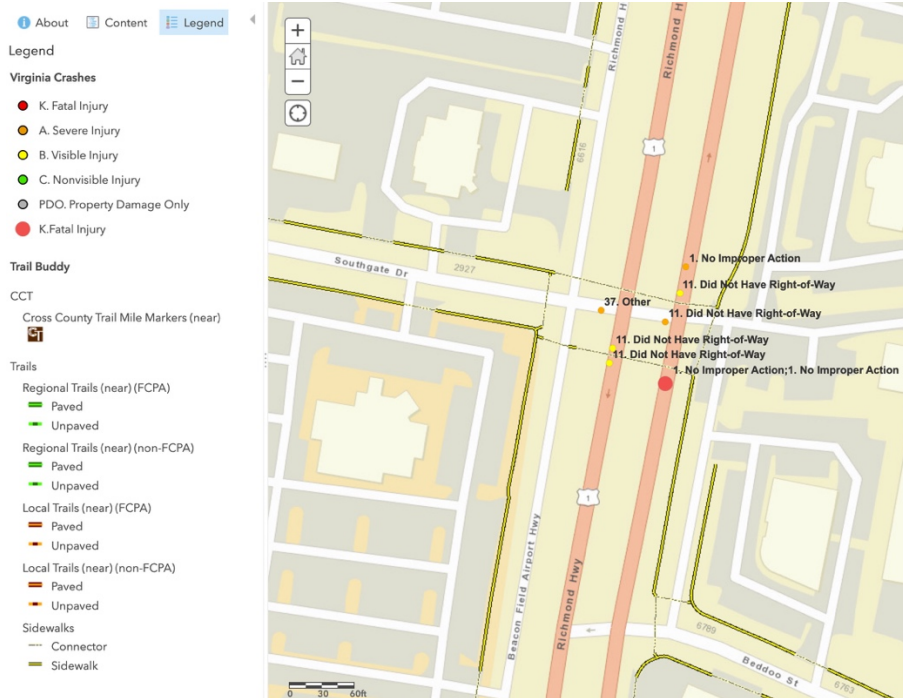 About
Content
Legend
Legend
Virginia Crashes
K. Fatal Injury
A. Severe Injury
B. Visible Injury
C. Nonvisible Injury
PDO. Property Damage Only
K.Fatal Injury
Trail Buddy
CCT
Cross County Trail Mile Markers (near)
CT
Trails
Regional Trails (near) (FCPA)
Paved
Unpaved
Regional Trails (near) (non-FCPA)
Paved
Unpaved
Local Trails (near) (FCPA)
Paved
Unpaved
Local Trails (near) (non-FCPA)
Paved
Unpaved
Sidewalks
Connector
Sidewalk
Richmond H
Richmond H
1
6616
Southgate Dr
2927
1. No Improper Action
11. Did Not Have Right-of-Way
37. Other
11. Did Not Have Right-of-Way
11. Did Not Have Right-of-Way
11. Did Not Have Right-of-Way
1. No Improper Action;1. No Improper Action
1
Richmond Hwy
Beacon Field Airport Hwy
6789
Beddoo St
6763
0 30 60ft